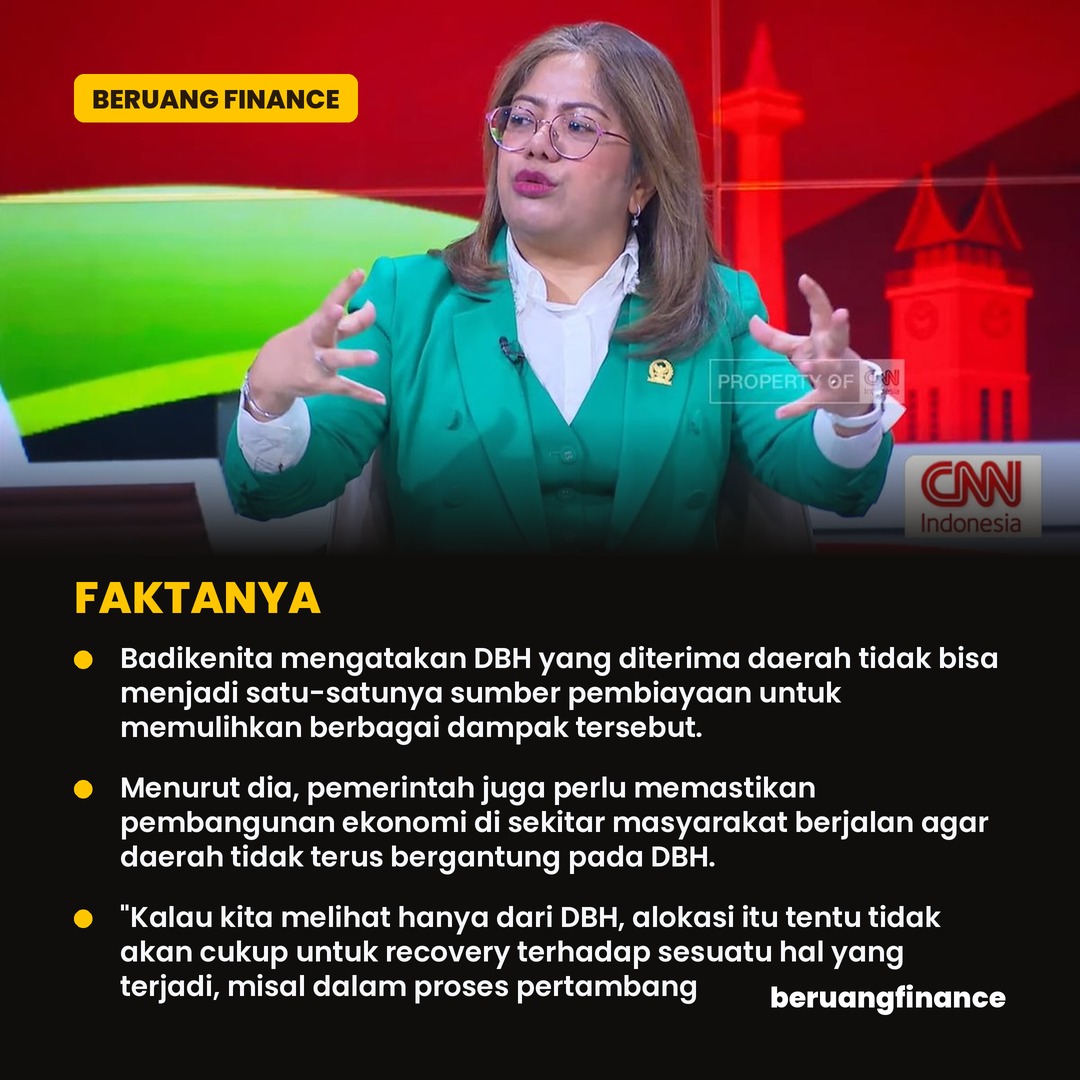 BERUANG FINANCE
PROPERTY OF CNN Indonesia
CNN
Indonesia
FAKTANYA
Badikenita mengatakan DBH yang diterima daerah tidak bisa
menjadi satu-satunya sumber pembiayaan untuk
memulihkan berbagai dampak tersebut.
Menurut dia, pemerintah juga perlu memastikan
pembangunan ekonomi di sekitar masyarakat berjalan agar
daerah tidak terus bergantung pada DBH.
"Kalau kita melihat hanya dari DBH, alokasi itu tentu tidak
akan cukup untuk recovery terhadap sesuatu hal yang
terjadi, misal dalam proses pertambang
beruangfinance